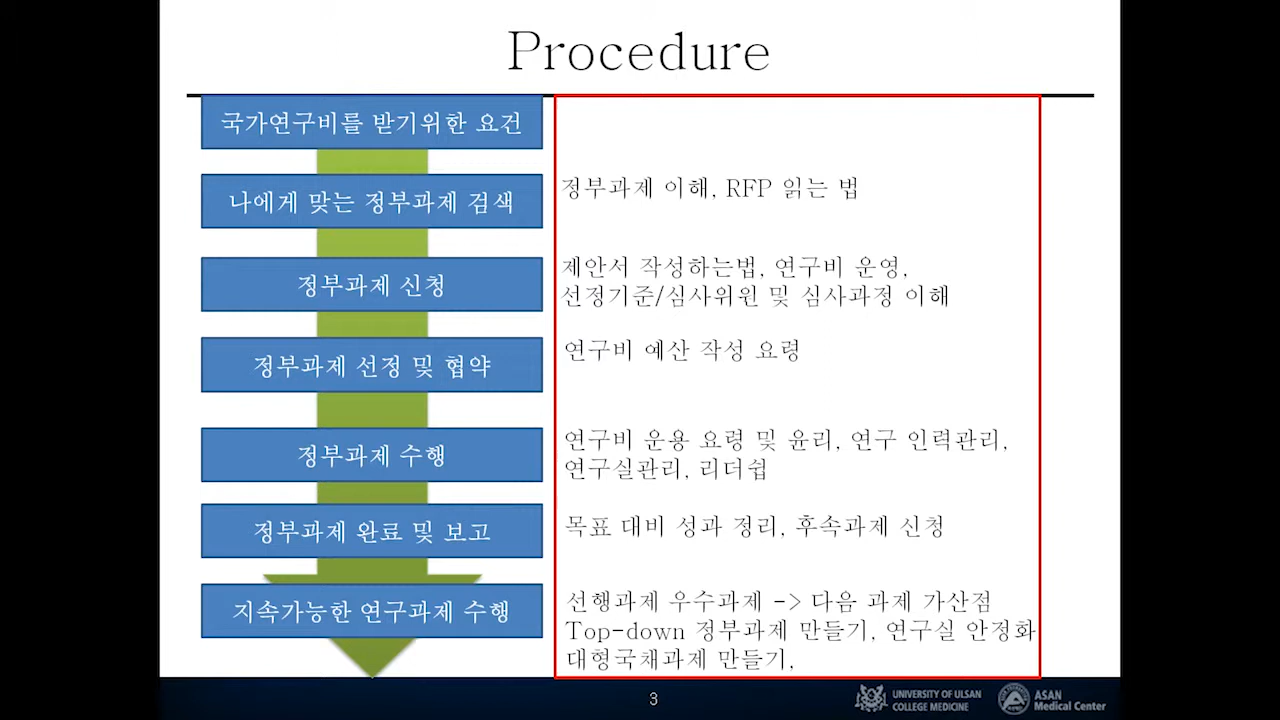 Procedure
국가연구비를 받기위한 요건
나에게 맞는 정부과제 검색
정부과제 이해, RFP 읽는 법
정부과제 신청
제안서 작성하는법, 연구비 운영,
선정기준/심사위원 및 심사과정 이해
정부과제 선정 및 협약
연구비 예산 작성 요령
정부과제 수행
연구비 운용 요령 및 윤리, 연구 인력관리,
연구실관리, 리더쉽
정부과제 완료 및 보고
목표 대비 성과 정리, 후속과제 신청
지속가능한 연구과제 수행
선행과제 우수과제 -> 다음 과제 가산점
Top-down 정부과제 만들기, 연구실 안정화
대형국채과제 만들기,
3
UNIVERSITY OF ULSAN
COLLEGE MEDICINE
ASAN
Medical Center